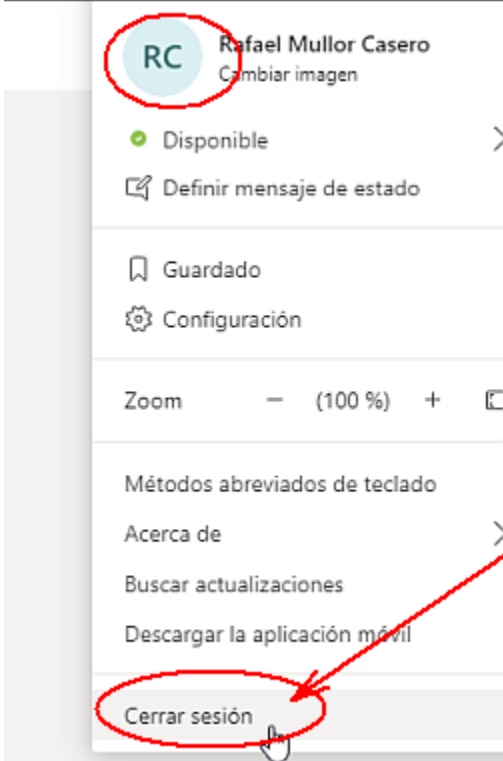 RC
Rafael Mullor Casero
Cambiar imagen
Disponible
Definir mensaje de estado
Guardado
Configuración
Zoom − (100 %) +
Métodos abreviados de teclado
Acerca de
Buscar actualizaciones
Descargar la aplicación móvil
Cerrar sesión